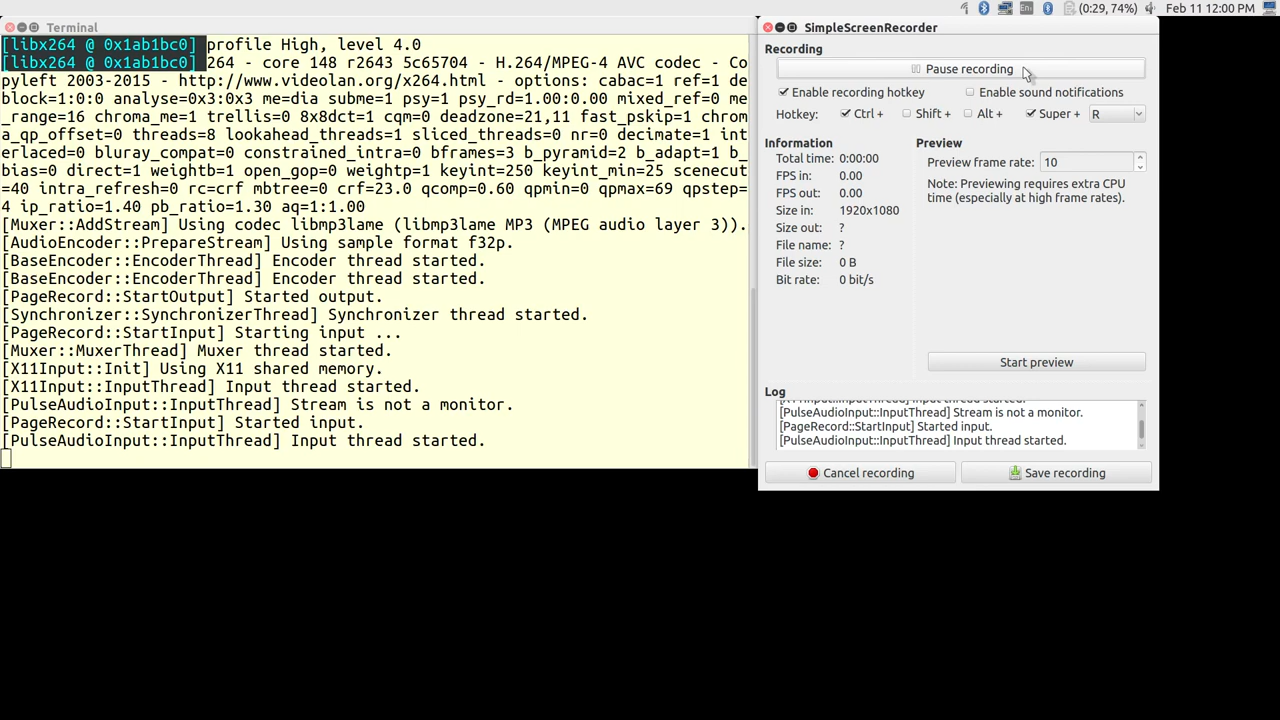 En
(0:29, 74%)
Feb 11 12:00 PM
Terminal
[libx264 @ 0x1ab1bc0] profile High, level 4.0
[libx264 @ 0x1ab1bc0] 264 - core 148 r2643 5c65704 - H.264/MPEG-4 AVC codec - Co
pyleft 2003-2015 - http://www.videolan.org/x264.html - options: cabac=1 ref=1 de
block=1:0:0 analyse=0x3:0x3 me=dia subme=1 psy=1 psy_rd=1.00:0.00 mixed_ref=0 me
_range=16 chroma_me=1 trellis=0 8x8dct=1 cqm=0 deadzone=21,11 fast_pskip=1 chrom
a_qp_offset=0 threads=8 lookahead_threads=1 sliced_threads=0 nr=0 decimate=1 int
erlaced=0 bluray_compat=0 constrained_intra=0 bframes=3 b_pyramid=2 b_adapt=1 b_
bias=0 direct=1 weightb=1 open_gop=0 weightp=1 keyint=250 keyint_min=25 scenecut
=40 intra_refresh=0 rc=crf mbtree=0 crf=23.0 qcomp=0.60 qpmin=0 qpmax=69 qpstep=
4 ip_ratio=1.40 pb_ratio=1.30 aq=1:1.00
[Muxer::AddStream] Using codec libmp3lame (libmp3lame MP3 (MPEG audio layer 3)).
[AudioEncoder::PrepareStream] Using sample format f32p.
[BaseEncoder::EncoderThread] Encoder thread started.
[BaseEncoder::EncoderThread] Encoder thread started.
[PageRecord::StartOutput] Started output.
[Synchronizer::SynchronizerThread] Synchronizer thread started.
[PageRecord::StartInput] Starting input ...
[Muxer::MuxerThread] Muxer thread started.
[X11Input::Init] Using X11 shared memory.
[X11Input::InputThread] Input thread started.
[PulseAudioInput::InputThread] Stream is not a monitor.
[PageRecord::StartInput] Started input.
[PulseAudioInput::InputThread] Input thread started.
SimpleScreenRecorder
Recording
Pause recording
Enable recording hotkey
Enable sound notifications
Hotkey: Ctrl + Shift + Alt + Super + R
Information
Total time: 0:00:00
FPS in: 0.00
FPS out: 0.00
Size in: 1920x1080
Size out: ?
File name: ?
File size: 0 B
Bit rate: 0 bit/s
Preview
Preview frame rate: 10
Note: Previewing requires extra CPU
time (especially at high frame rates).
Start preview
Log
[X11Input::InputThread] Input thread started.
[PulseAudioInput::InputThread] Stream is not a monitor.
[PageRecord::StartInput] Started input.
[PulseAudioInput::InputThread] Input thread started.
Cancel recording
Save recording